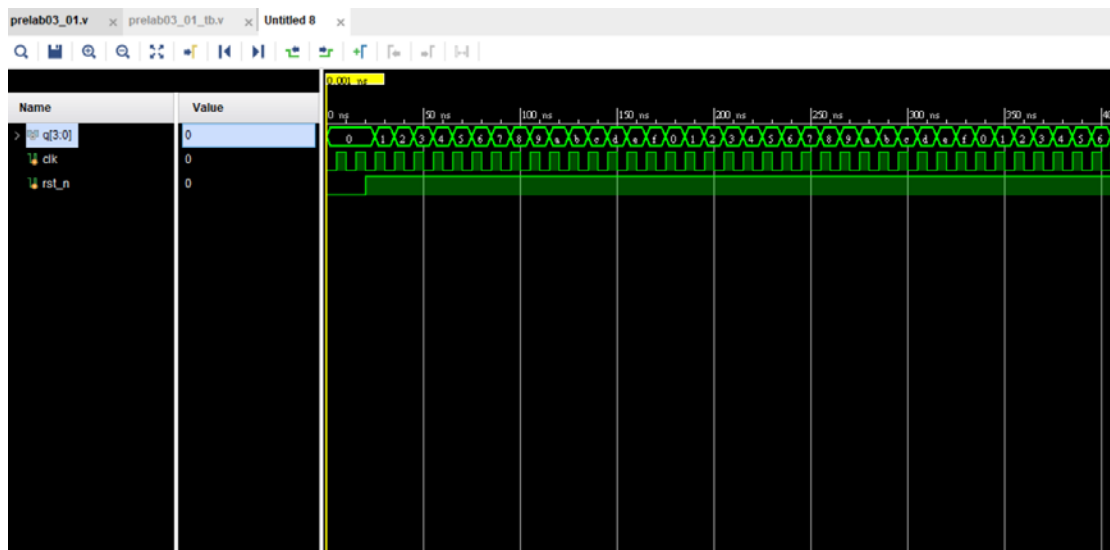 prelab03_01.v × prelab03_01_tb.v × Untitled 8 ×
0.001 ns
Name Value
0 ns 50 ns 100 ns 150 ns 200 ns 250 ns 300 ns 350 ns 40
q[3:0] 0 0 1 2 3 4 5 6 7 8 9 a b c d e f 0 1 2 3 4 5 6 7 8 9 a b c d e f 0 1 2 3 4 5 6
clk 0
rst_n 0